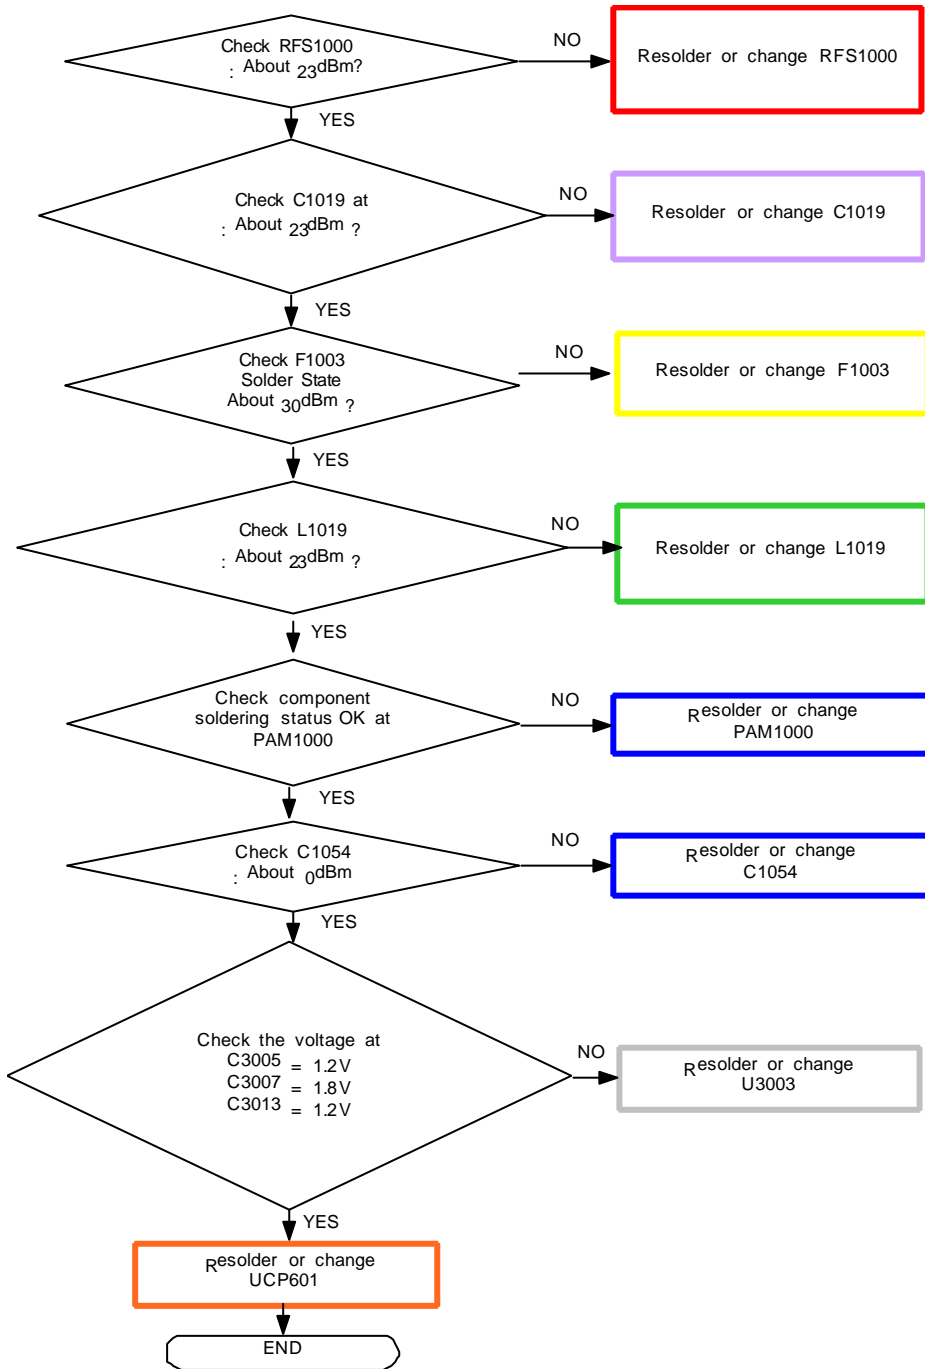 Check RFS1000
: About 23dBm?
NO
Resolder or change RFS1000
YES
Check C1019 at
: About 23dBm ?
NO
Resolder or change C1019
YES
Check F1003
Solder State
About 30dBm ?
NO
Resolder or change F1003
YES
Check L1019
: About 23dBm ?
NO
Resolder or change L1019
YES
Check component
soldering status OK at
PAM1000
NO
Resolder or change
PAM1000
YES
Check C1054
: About 0dBm
NO
Resolder or change
C1054
YES
Check the voltage at
C3005 = 1.2V
C3007 = 1.8V
C3013 = 1.2V
NO
Resolder or change
U3003
YES
Resolder or change
UCP601
END